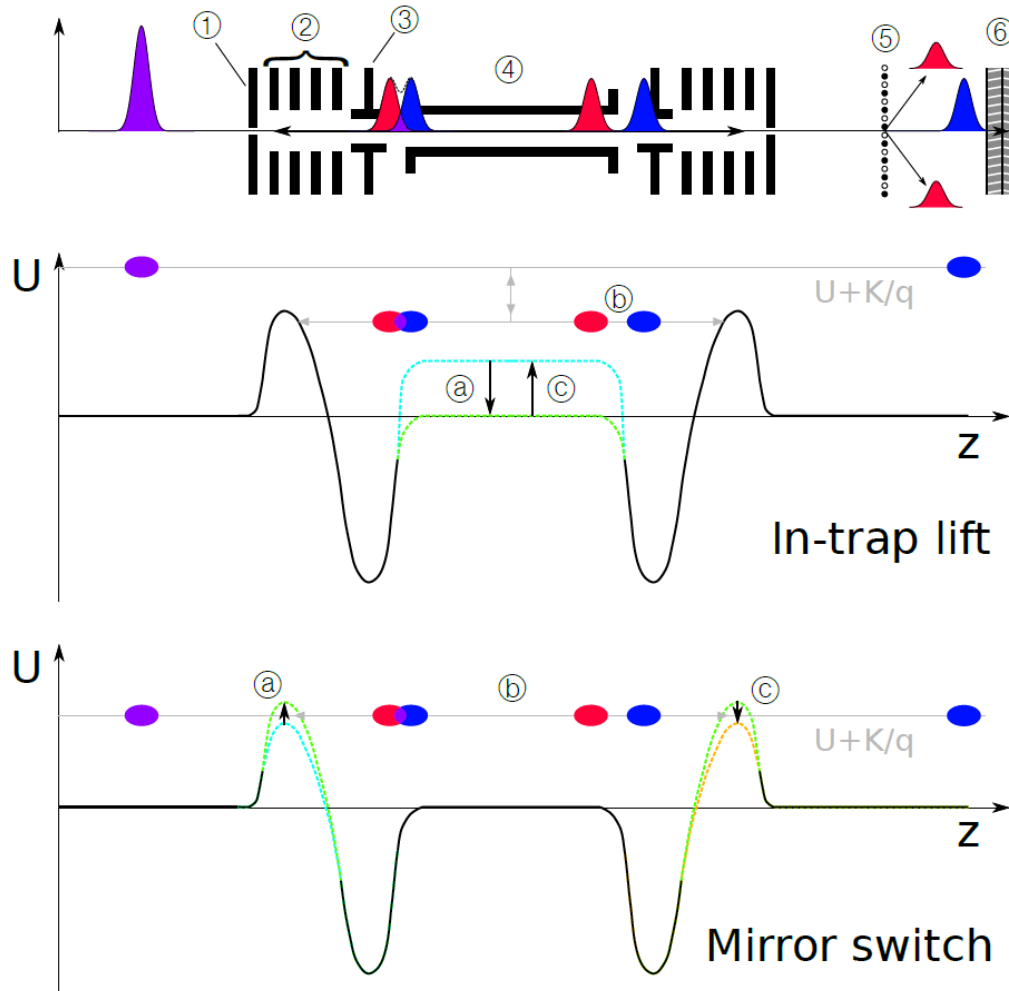 ① ② ③ ④ ⑤ ⑥
U
U+K/q
ⓑ
ⓐ ⓒ
z
In-trap lift
U
ⓐ ⓑ ⓒ
U+K/q
z
Mirror switch